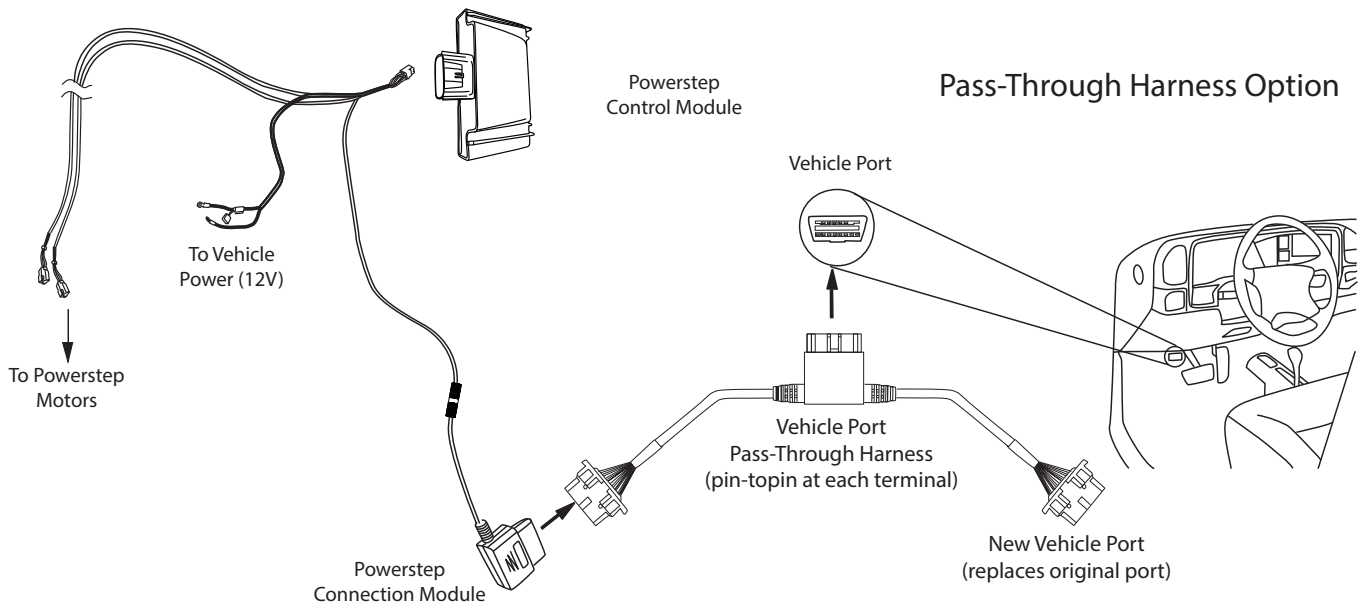 Powerstep
Control Module
Pass-Through Harness Option
Vehicle Port
To Vehicle
Power (12V)
To Powerstep
Motors
Vehicle Port
Pass-Through Harness
(pin-topin at each terminal)
New Vehicle Port
(replaces original port)
Powerstep
Connection Module